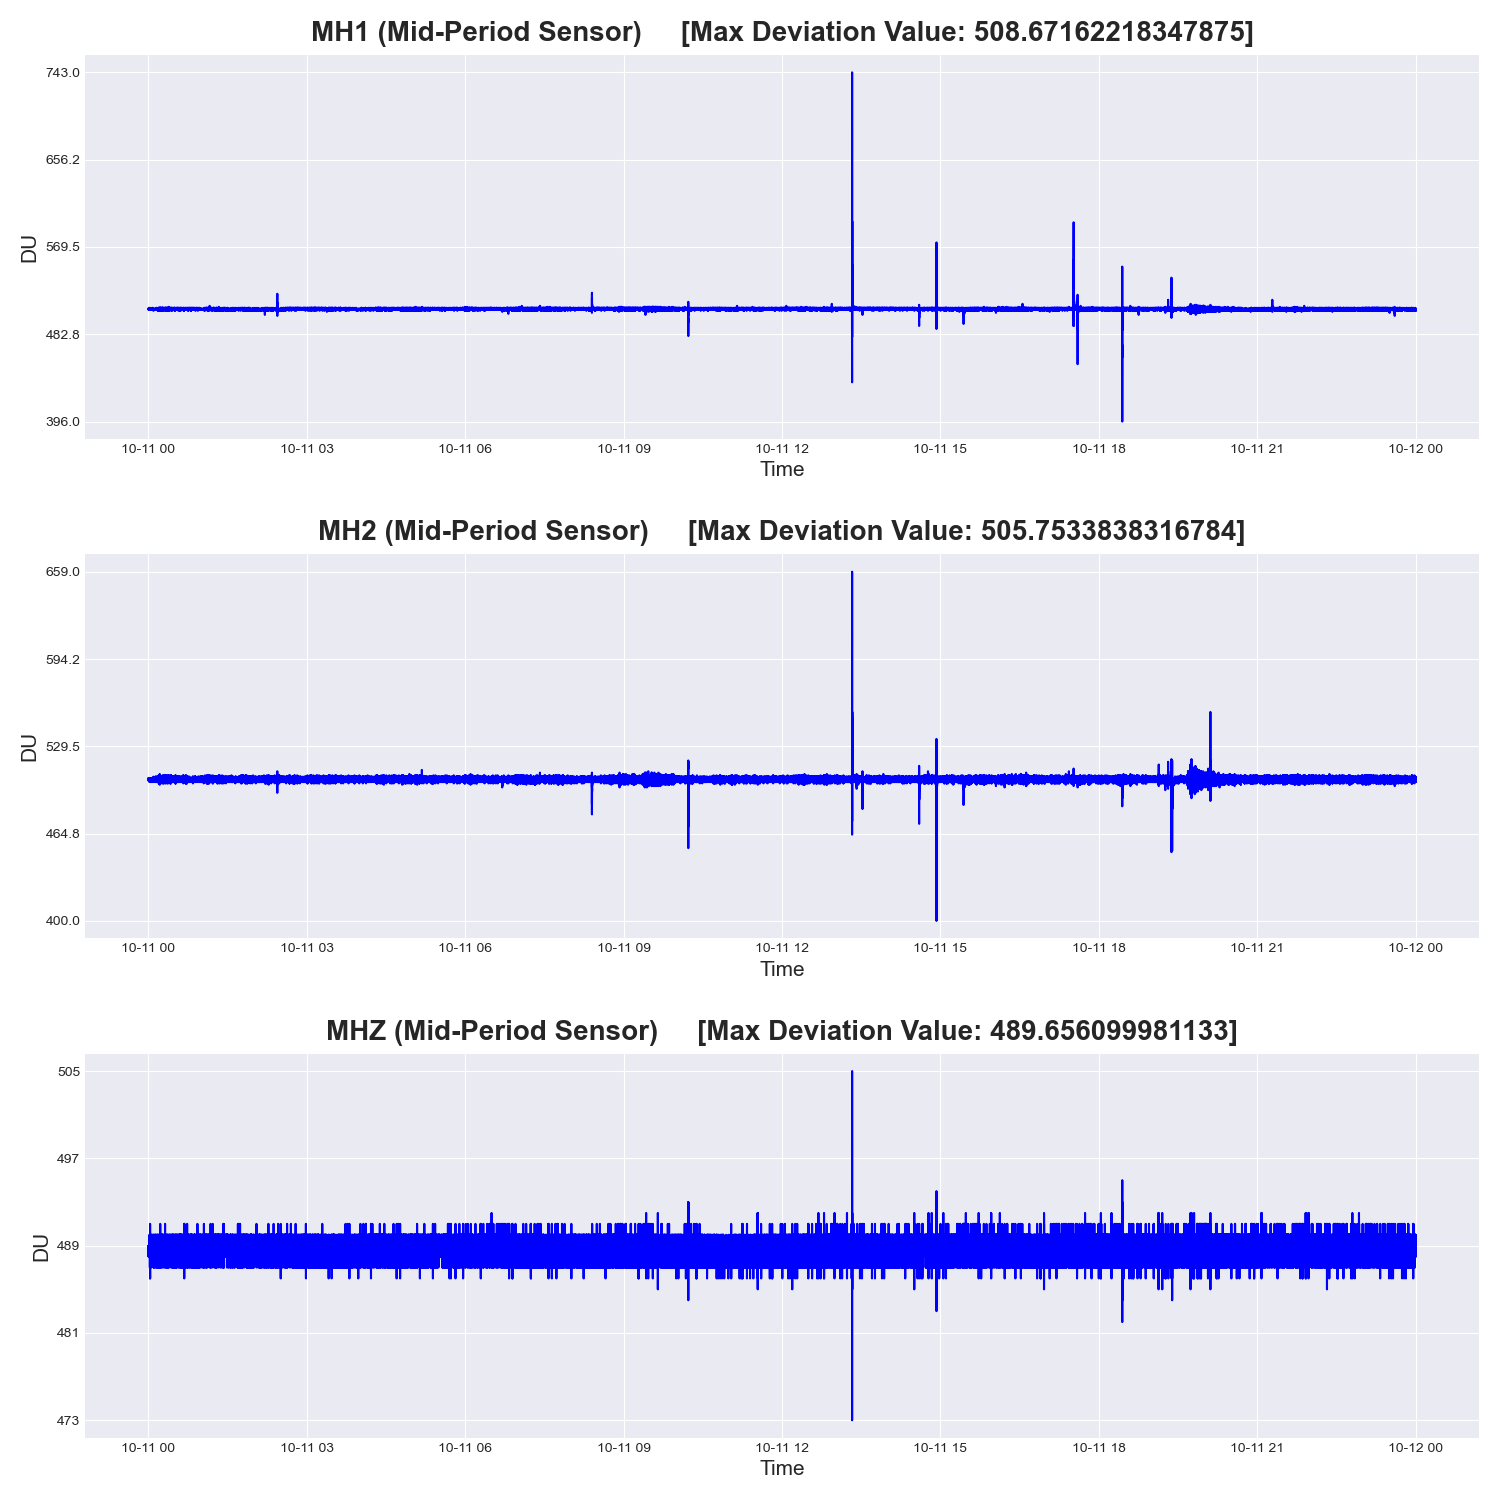 MH1 (Mid-Period Sensor) [Max Deviation Value: 508.67162218347875]
743.0
656.2
569.5
482.8
396.0
DU
10-11 00 10-11 03 10-11 06 10-11 09 10-11 12 10-11 15 10-11 18 10-11 21 10-12 00
Time
MH2 (Mid-Period Sensor) [Max Deviation Value: 505.7533838316784]
659.0
594.2
529.5
464.8
400.0
DU
10-11 00 10-11 03 10-11 06 10-11 09 10-11 12 10-11 15 10-11 18 10-11 21 10-12 00
Time
MHZ (Mid-Period Sensor) [Max Deviation Value: 489.656099981133]
505
497
489
481
473
DU
10-11 00 10-11 03 10-11 06 10-11 09 10-11 12 10-11 15 10-11 18 10-11 21 10-12 00
Time